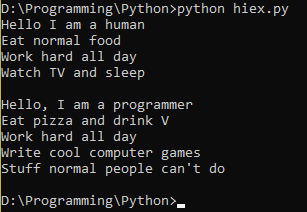 D:\Programming\Python>python hiex.py
Hello I am a human
Eat normal food
Work hard all day
Watch TV and sleep
Hello, I am a programmer
Eat pizza and drink V
Work hard all day
Write cool computer games
Stuff normal people can't do
D:\Programming\Python>